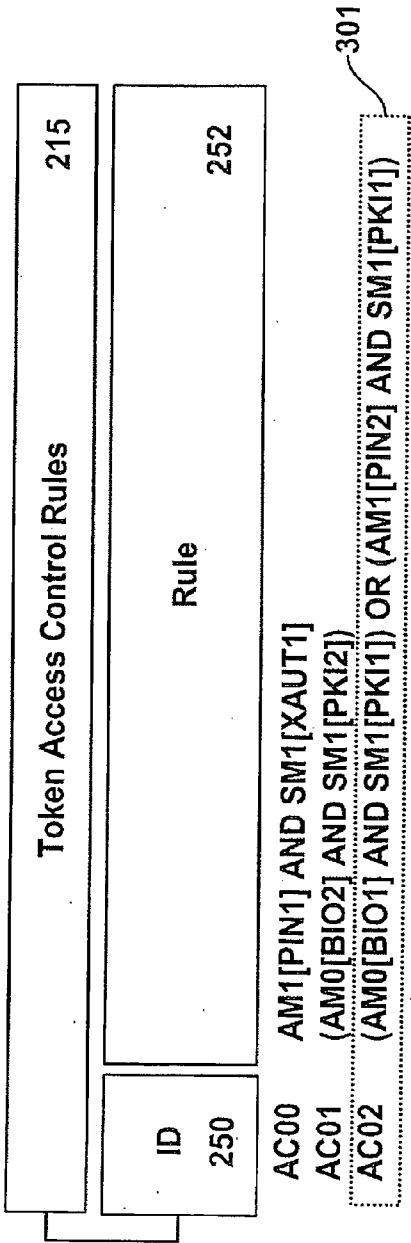 Token Access Control Rules 215
ID 250
Rule 252
AC00 AM1[PIN1] AND SM1[XAUT1]
AC01 (AM0[BIO2] AND SM1[PKI2])
AC02 (AM0[BIO1] AND SM1[PKI1]) OR (AM1[PIN2] AND SM1[PKI1])
301